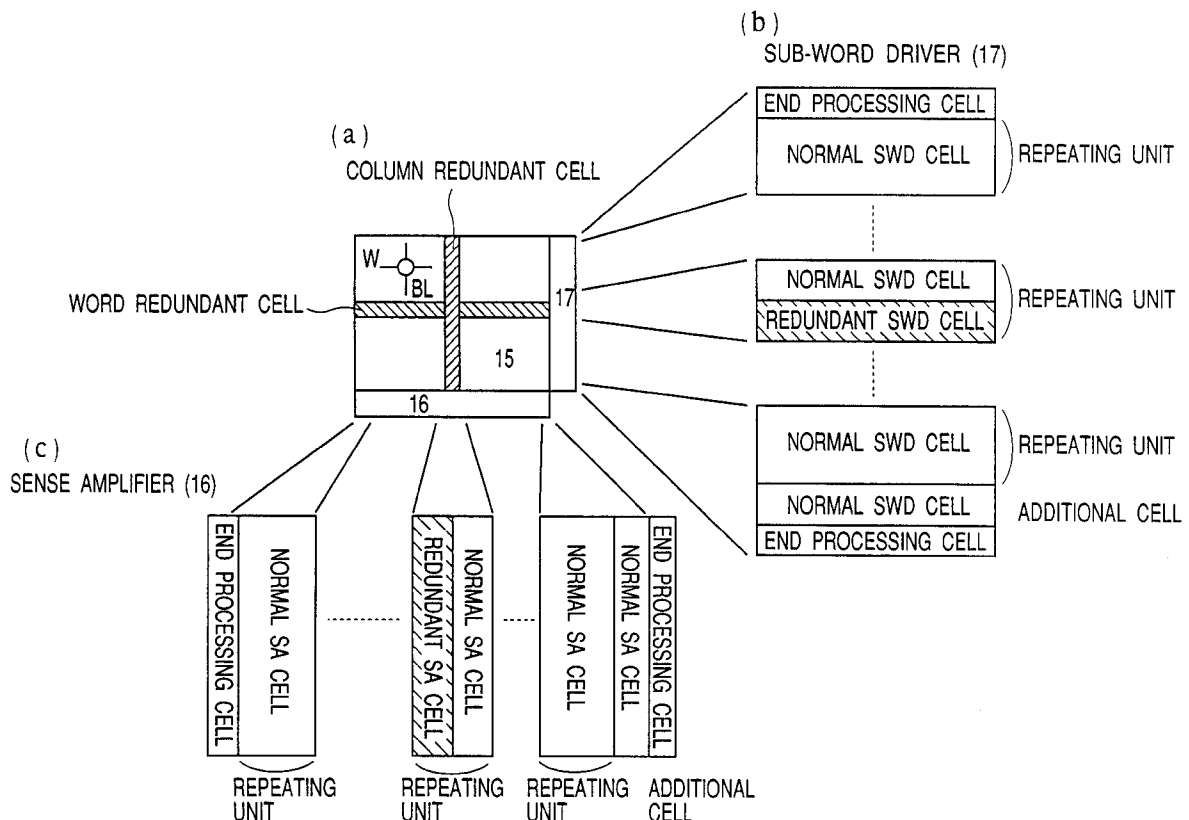 (b)
SUB-WORD DRIVER (17)
END PROCESSING CELL
NORMAL SWD CELL
REPEATING UNIT
NORMAL SWD CELL
REDUNDANT SWD CELL
REPEATING UNIT
NORMAL SWD CELL
REPEATING UNIT
NORMAL SWD CELL
ADDITIONAL CELL
END PROCESSING CELL
(a)
COLUMN REDUNDANT CELL
W
BL
WORD REDUNDANT CELL
17
15
16
(c)
SENSE AMPLIFIER (16)
END PROCESSING CELL
NORMAL SA CELL
REDUNDANT SA CELL
NORMAL SA CELL
NORMAL SA CELL
NORMAL SA CELL
END PROCESSING CELL
REPEATING
UNIT
REPEATING
UNIT
REPEATING
UNIT
ADDITIONAL
CELL